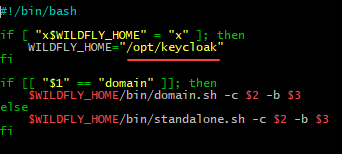 #!/bin/bash
if [ "x$WILDFLY_HOME" = "x" ]; then
    WILDFLY_HOME="/opt/keycloak"
fi
if [[ "$1" == "domain" ]]; then
    $WILDFLY_HOME/bin/domain.sh -c $2 -b $3
else
    $WILDFLY_HOME/bin/standalone.sh -c $2 -b $3
fi